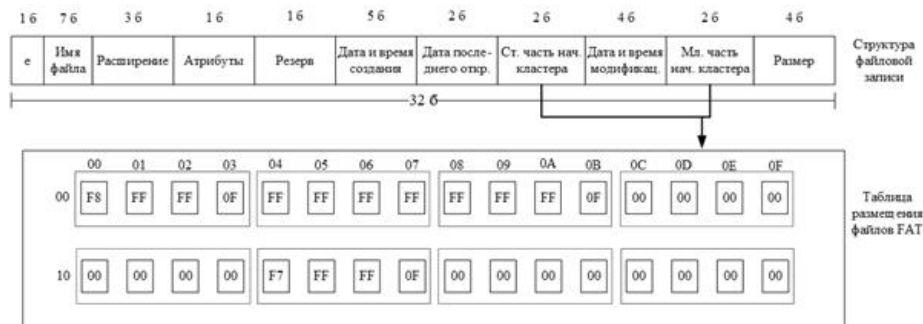 1 б 7 б 3 б 1 б 1 б 5 б 2 б 2 б 4 б 2 б 4 б
е Имя файла Расширение Атрибуты Резерв Дата и время создания Дата после- днего откр. Ст. часть нач. кластера Дата и время модификац. Мл. часть нач. кластера Размер
Структура
файловой
записи
32 б
00 01 02 03 04 05 06 07 08 09 0A 0B 0C 0D 0E 0F
00 F8 FF FF 0F FF FF FF FF FF FF FF 0F 00 00 00 00
Таблица
размещения
файлов FAT
10 00 00 00 00 F7 FF FF 0F 00 00 00 00 00 00 00 00